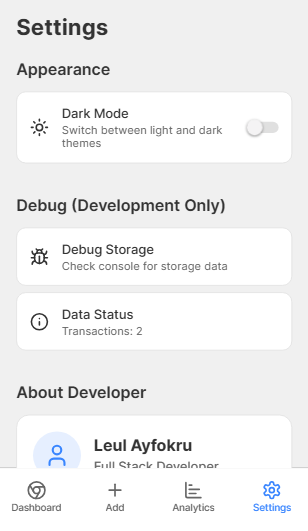 Settings
Appearance
Dark Mode
Switch between light and dark
themes
Debug (Development Only)
Debug Storage
Check console for storage data
Data Status
Transactions: 2
About Developer
Leul Ayfokru
Full Stack Developer
Dashboard
Add
Analytics
Settings